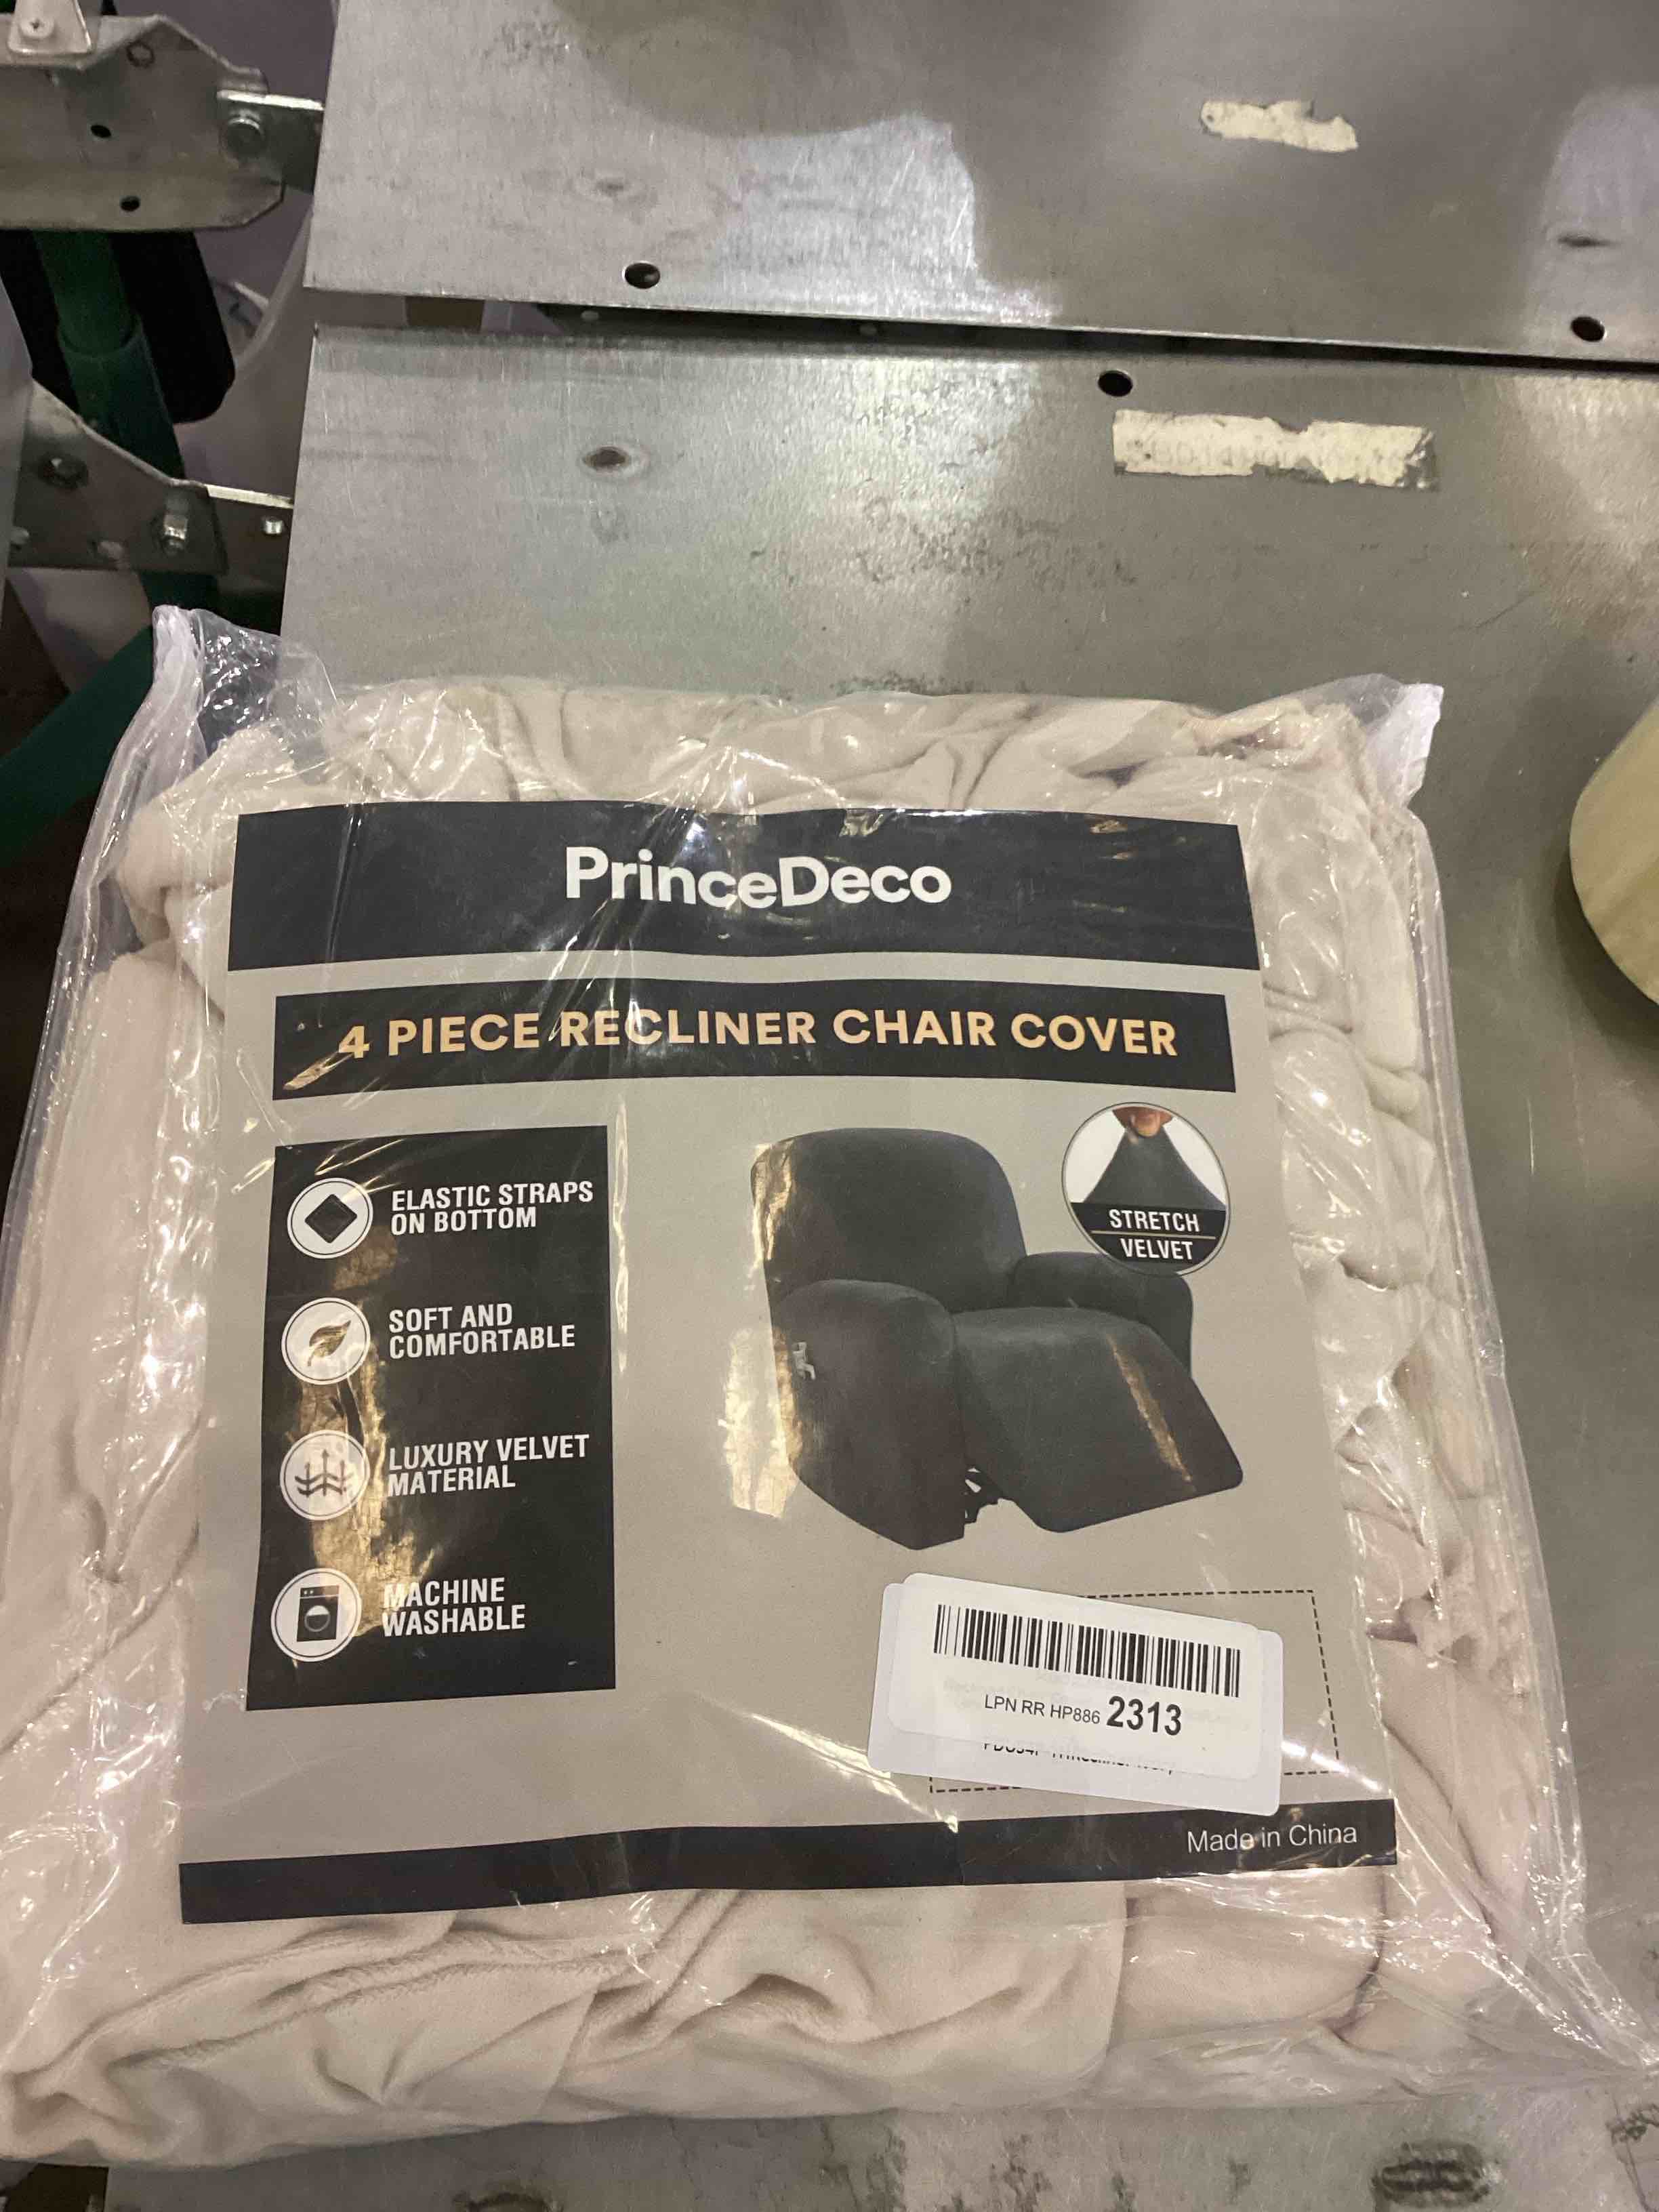 PrinceDeco
4 PIECE RECLINER CHAIR COVER
ELASTIC STRAPS
ON BOTTOM
SOFT AND
COMFORTABLE
LUXURY VELVET
MATERIAL
MACHINE
WASHABLE
STRETCH
VELVET
LPN RR HP886 2313
Made in China